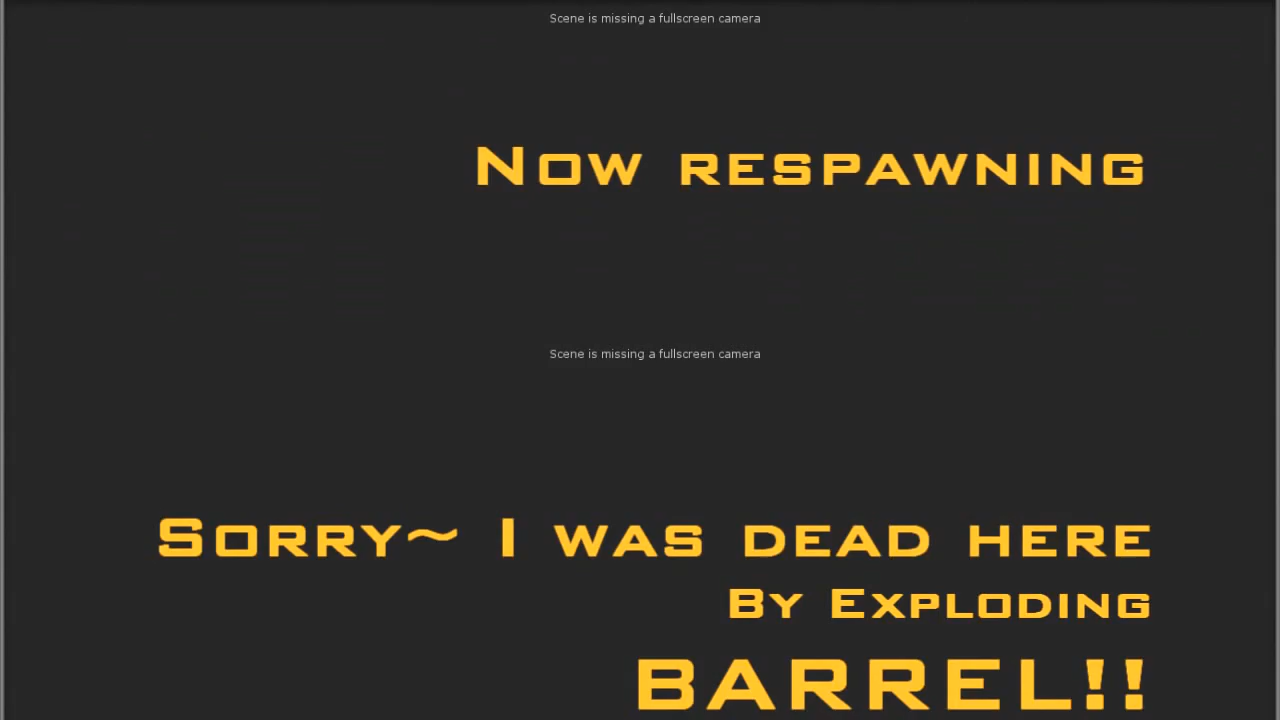 Scene is missing a fullscreen camera
Now respawning
Scene is missing a fullscreen camera
Sorry~ I was dead here
By Exploding
BARREL!!